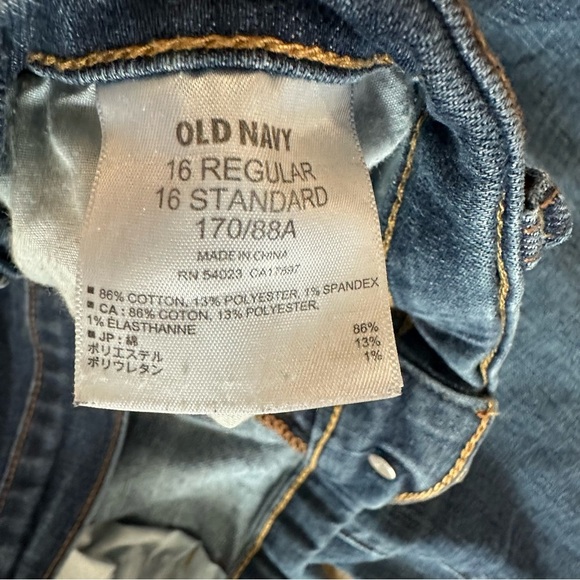 OLD NAVY
16 REGULAR
16 STANDARD
170/88A
MADE IN CHINA
RN 54023 CA17897
■ 86% COTTON, 13% POLYESTER, 1% SPANDEX
■ CA : 86% COTON, 13% POLYESTER,
1% ÉLASTHANNE
■ JP : 綿 86%
ポリエステル 13%
ポリウレタン 1%